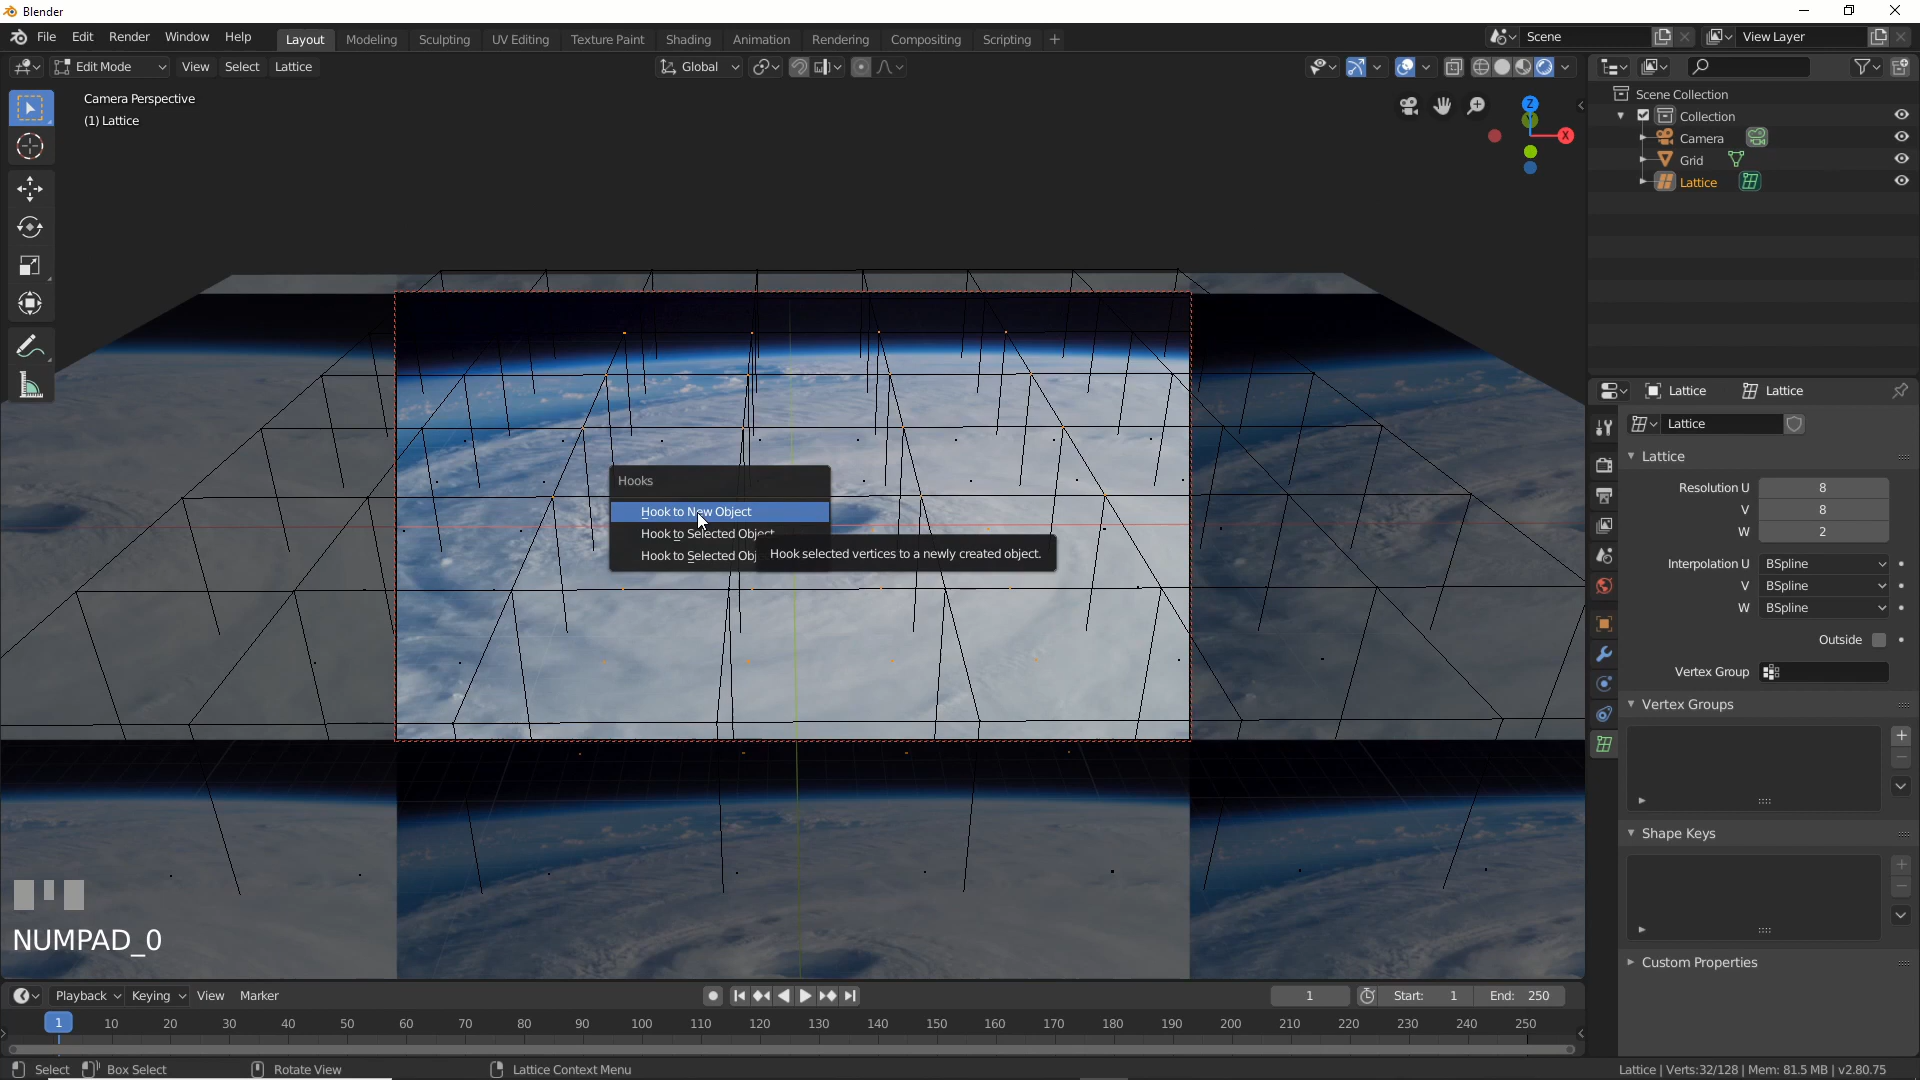 Blender
File Edit Render Window Help
Layout Modeling Sculpting UV Editing Texture Paint Shading Animation Rendering Compositing Scripting +
Scene View Layer
Edit Mode View Select Lattice
Global
Camera Perspective
(1) Lattice
Z
X
Scene Collection
Collection
Camera
Grid
Lattice
Lattice Lattice
Lattice
Lattice
Resolution U 8
V 8
W 2
Interpolation U BSpline
V BSpline
W BSpline
Outside
Vertex Group
Vertex Groups
Shape Keys
Custom Properties
Hooks
Hook to New Object
Hook to Selected Object
Hook to Selected Obj
Hook selected vertices to a newly created object.
NUMPAD_0
Playback Keying View Marker
1 Start: 1 End: 250
1 10 20 30 40 50 60 70 80 90 100 110 120 130 140 150 160 170 180 190 200 210 220 230 240 250
Select Box Select Rotate View Lattice Context Menu
Lattice | Verts:32/128 | Mem: 81.5 MB | v2.80.75